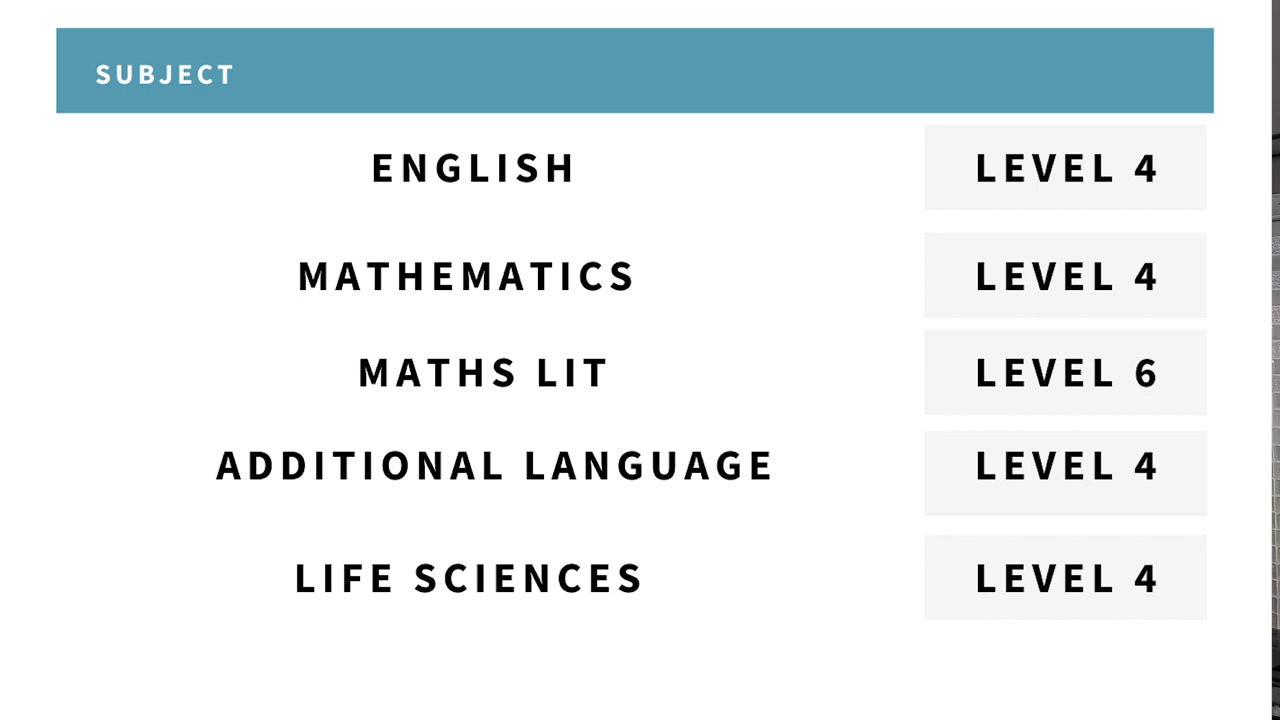 SUBJECT
ENGLISH LEVEL 4
MATHEMATICS LEVEL 4
MATHS LIT LEVEL 6
ADDITIONAL LANGUAGE LEVEL 4
LIFE SCIENCES LEVEL 4